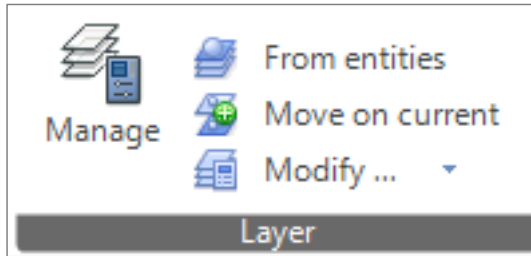 Manage
From entities
Move on current
Modify ...
Layer